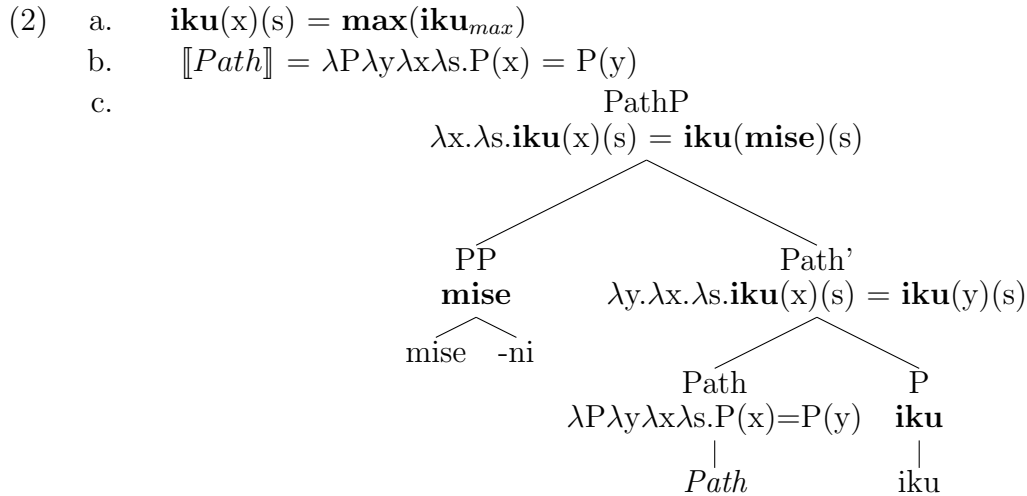 (2) a. iku(x)(s) = max(iku_max)
b. ⟦Path⟧ = λPλyλxλs.P(x) = P(y)
c. PathP
λx.λs.iku(x)(s) = iku(mise)(s)
PP Path'
mise λy.λx.λs.iku(x)(s) = iku(y)(s)
mise -ni
Path P
λPλyλxλs.P(x)=P(y) iku
Path iku